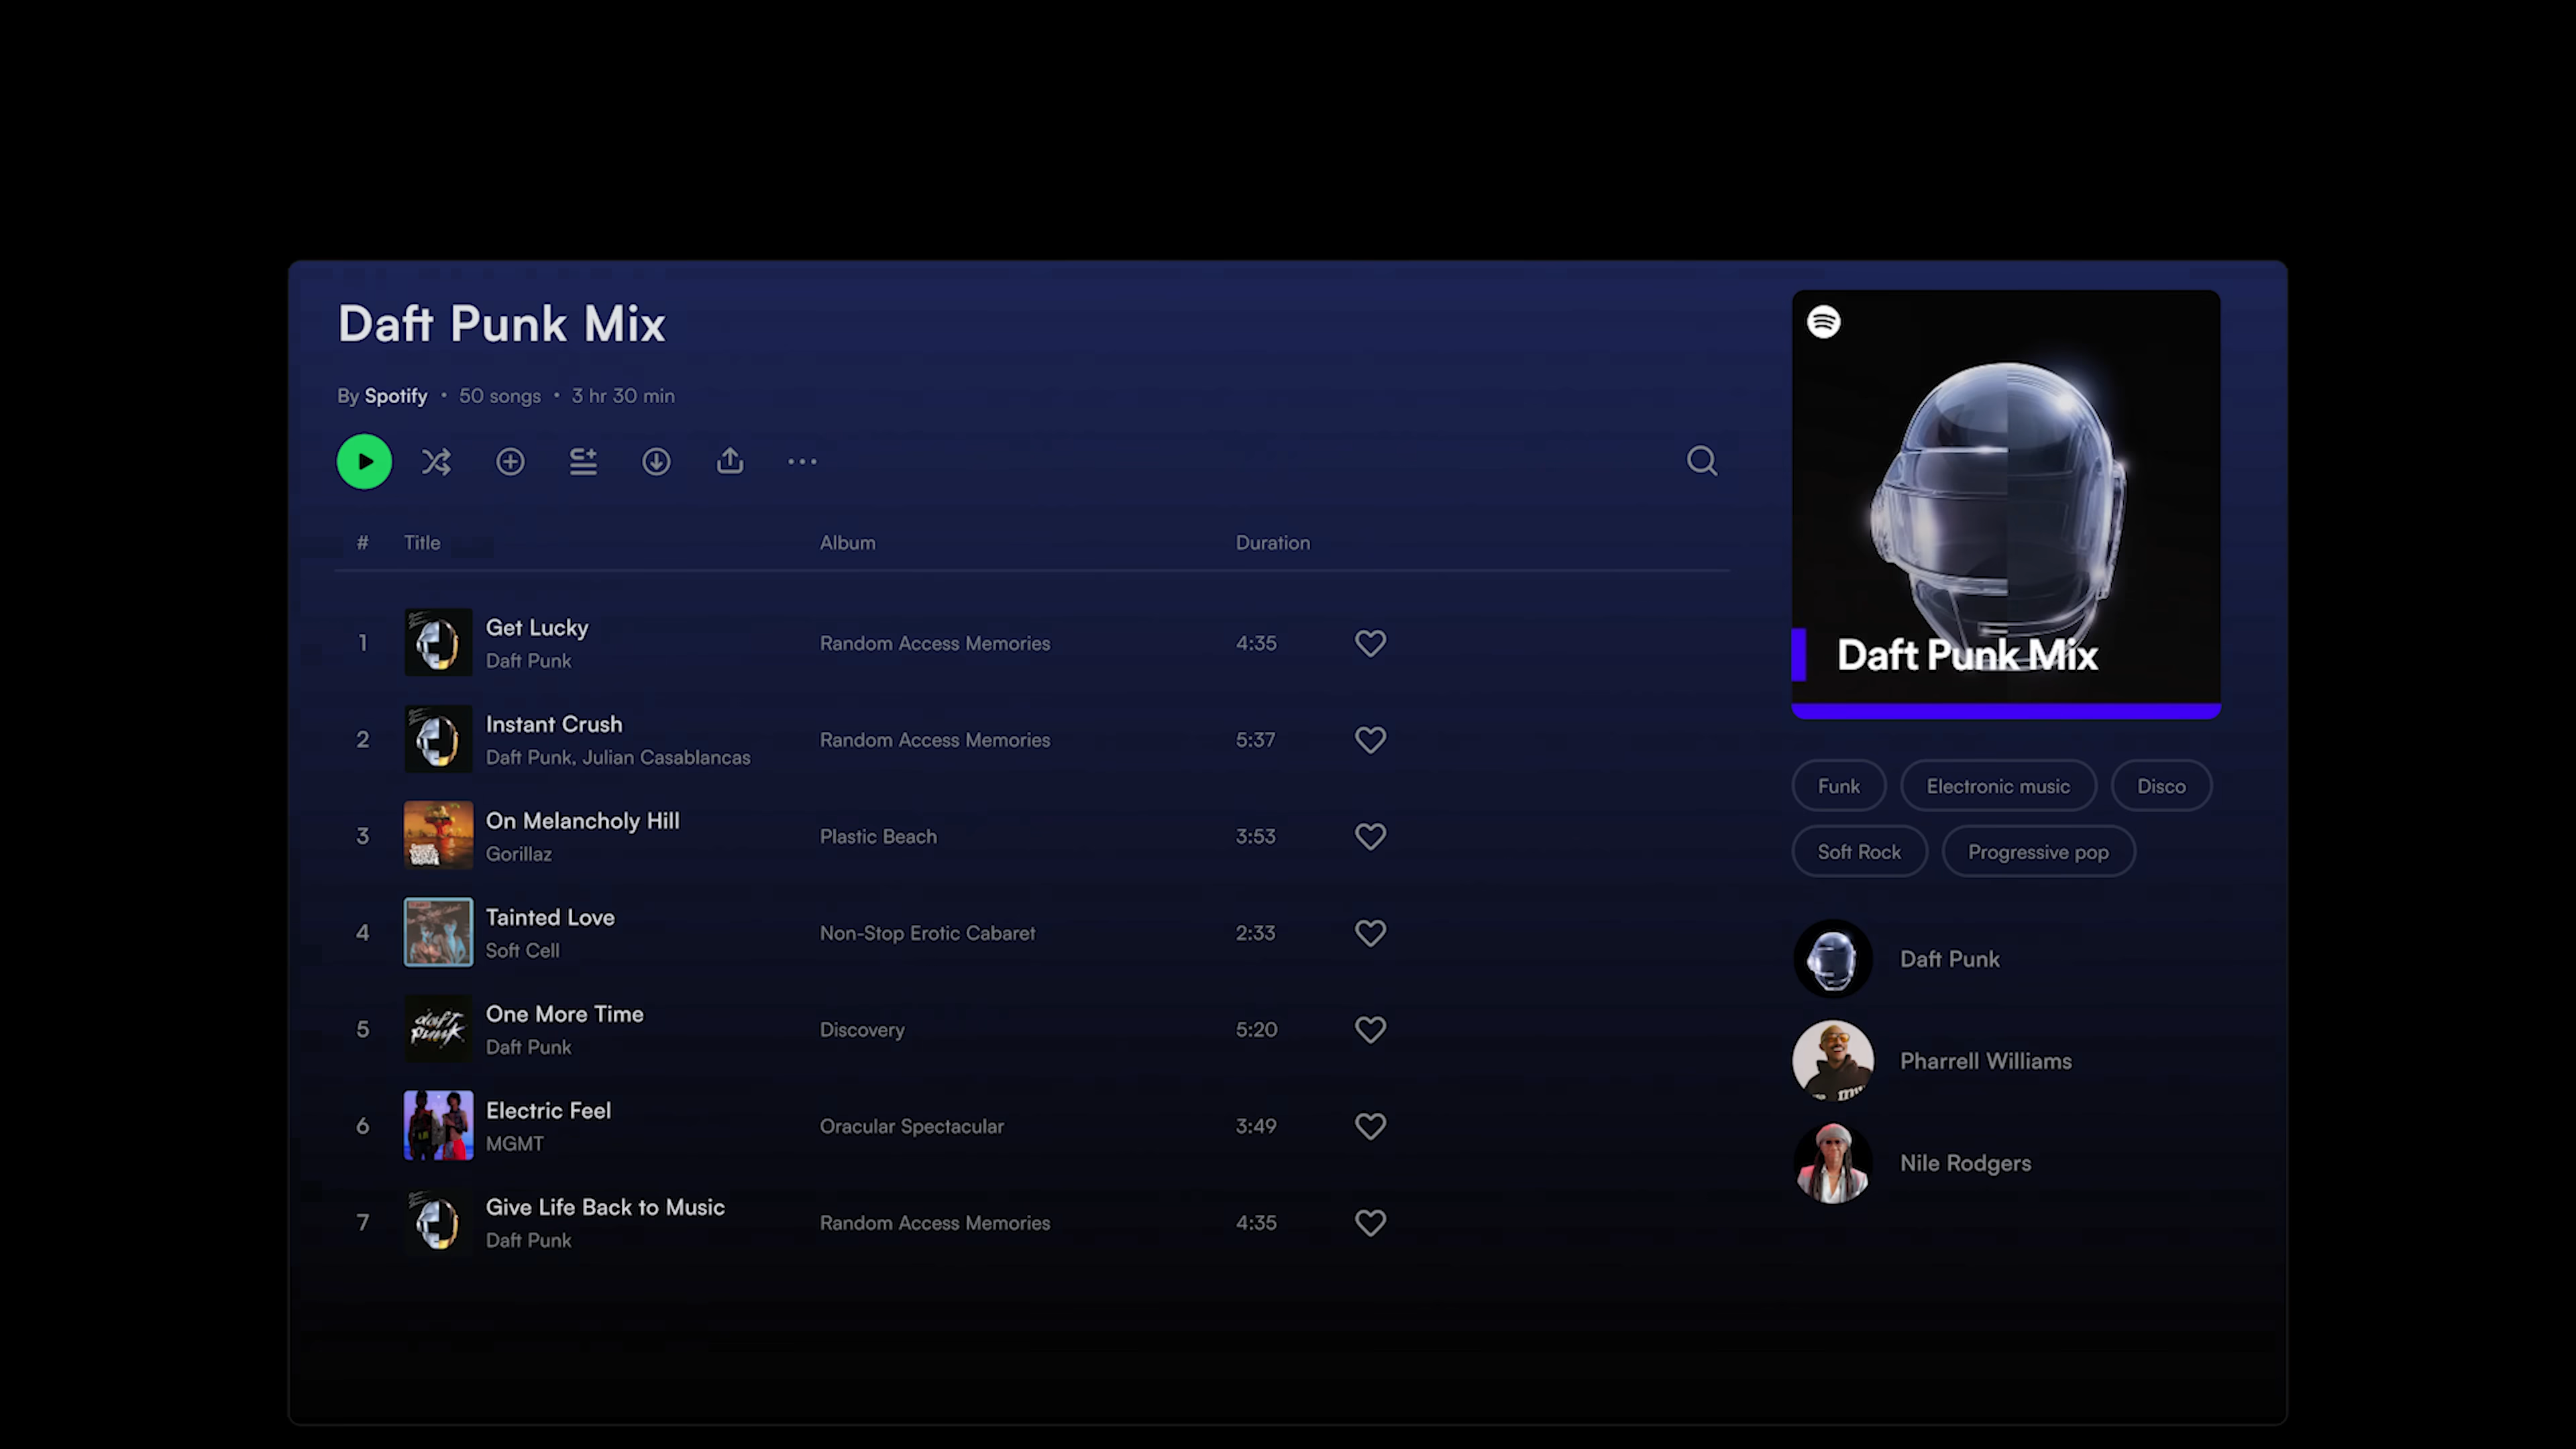 Daft Punk Mix
By Spotify • 50 songs • 3 hr 30 min
# Title Album Duration
1 Get Lucky Random Access Memories 4:35
Daft Punk
2 Instant Crush Random Access Memories 5:37
Daft Punk, Julian Casablancas
3 On Melancholy Hill Plastic Beach 3:53
Gorillaz
4 Tainted Love Non-Stop Erotic Cabaret 2:33
Soft Cell
5 One More Time Discovery 5:20
Daft Punk
daft
punk
6 Electric Feel Oracular Spectacular 3:49
MGMT
7 Give Life Back to Music Random Access Memories 4:35
Daft Punk
Daft Punk Mix
Funk
Electronic music
Disco
Soft Rock
Progressive pop
Daft Punk
Pharrell Williams
Nile Rodgers